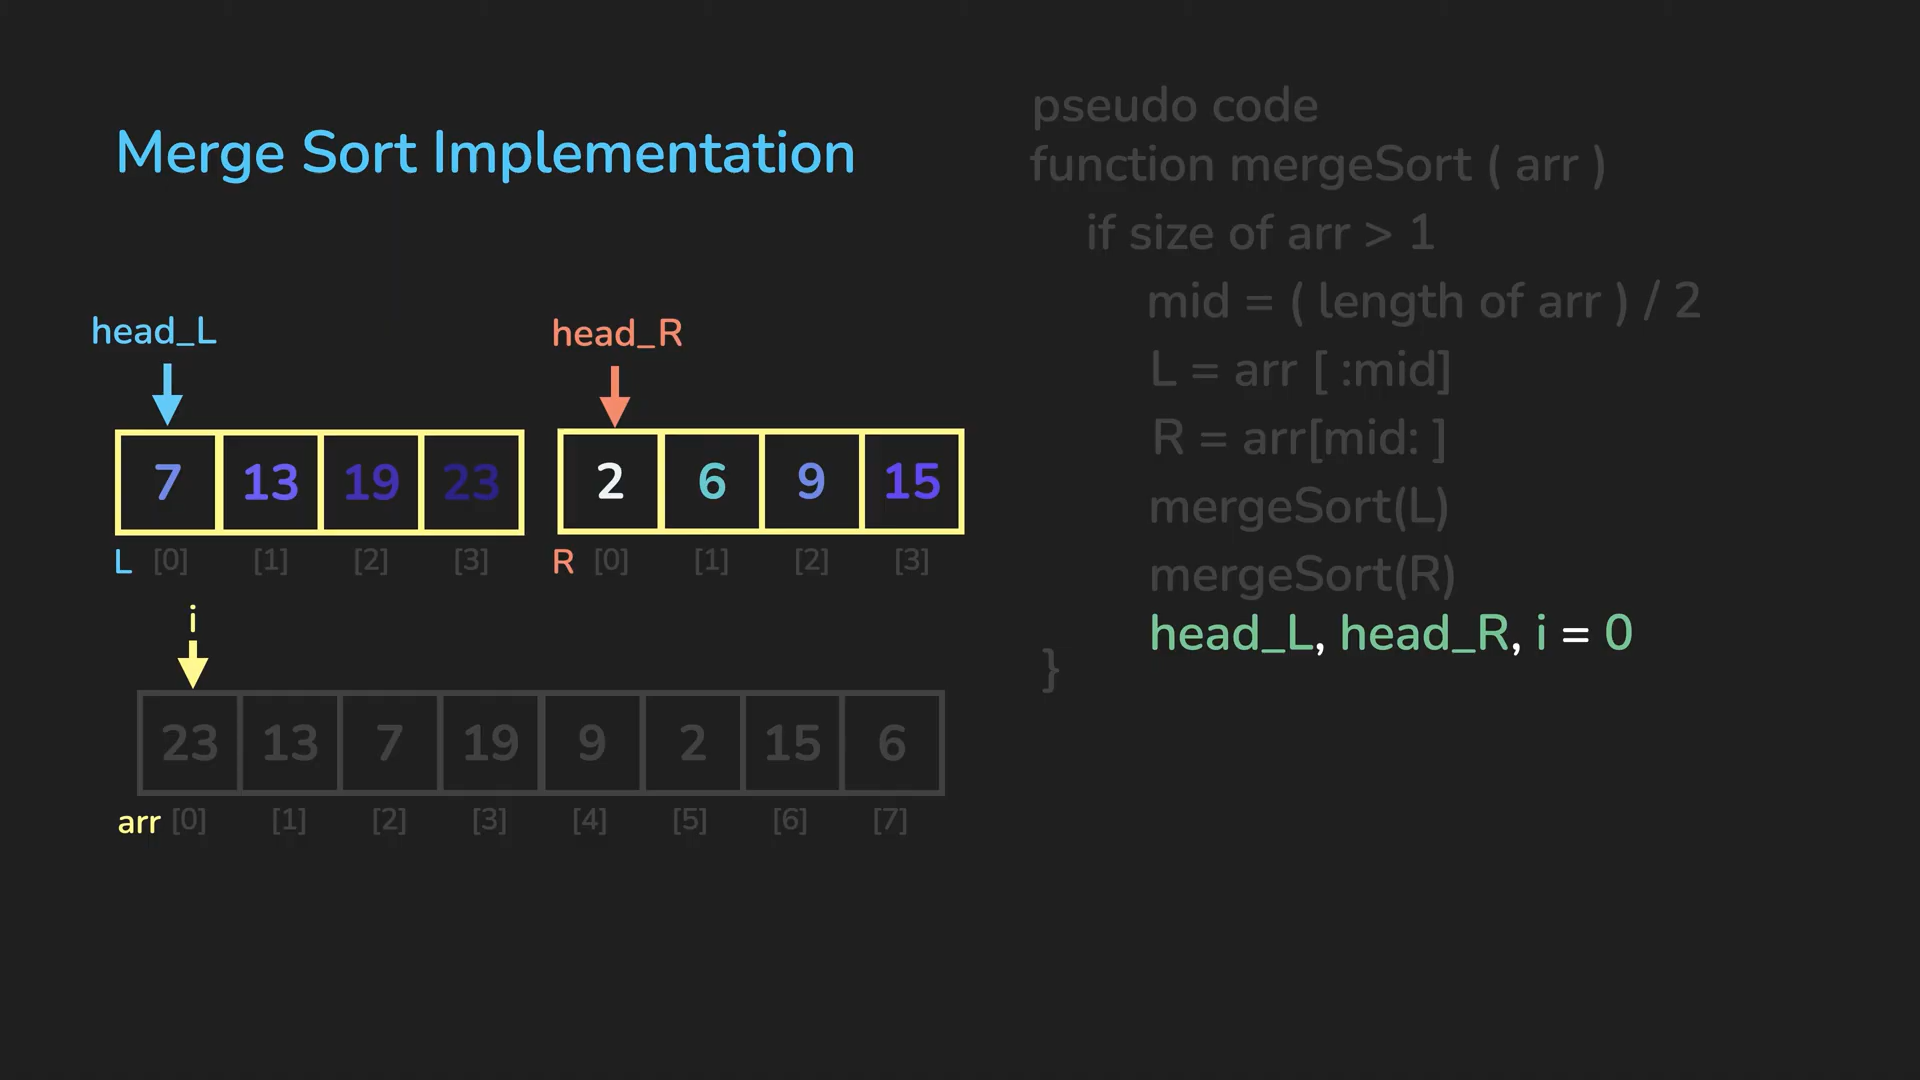 Merge Sort Implementation
head_L
head_R
7 13 19 23
2 6 9 15
L [0] [1] [2] [3]
R [0] [1] [2] [3]
i
23 13 7 19 9 2 15 6
arr [0] [1] [2] [3] [4] [5] [6] [7]
pseudo code
function mergeSort ( arr )
if size of arr > 1
mid = ( length of arr ) / 2
L = arr [ :mid]
R = arr[mid: ]
mergeSort(L)
mergeSort(R)
head_L, head_R, i = 0
}